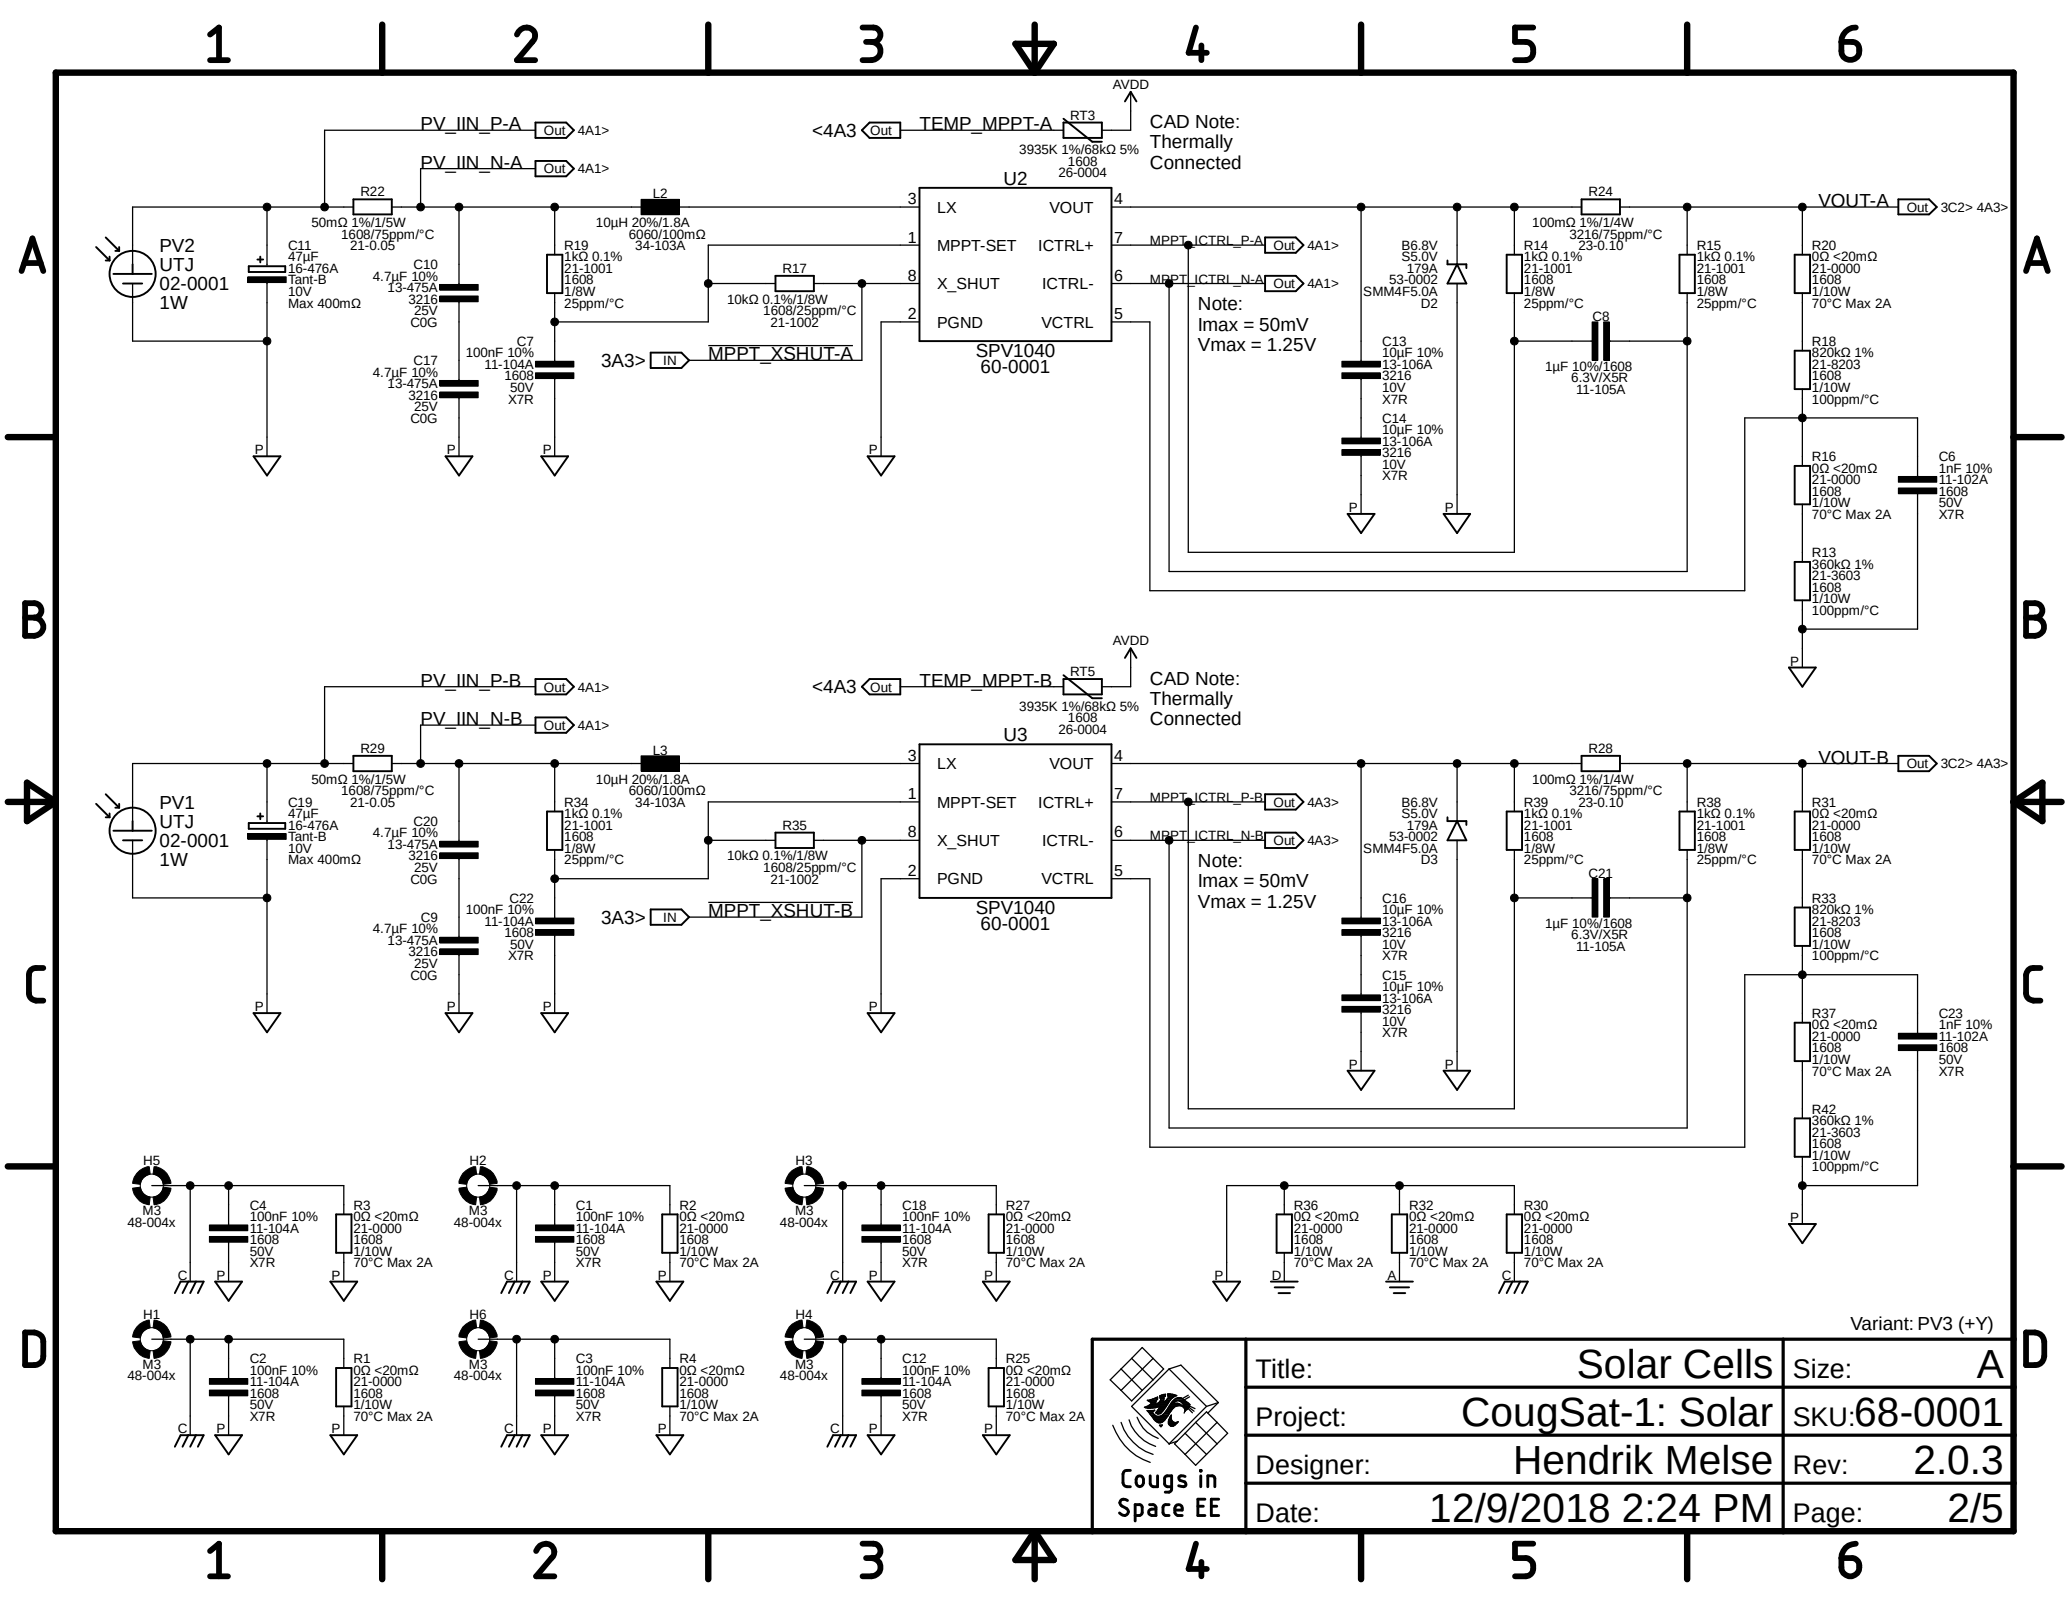 1 2 3 4 5 6
A
PV_IIN_P-A Out 4A1>
PV_IIN_N-A Out 4A1>
<4A3 Out TEMP_MPPT-A
RT3
3935K 1%/68kΩ 5%
1608
26-0004
AVDD
CAD Note:
Thermally
Connected
PV2
UTJ
02-0001
1W
C11
47µF
16-476A
Tant-B
10V
Max 400mΩ
R22
50mΩ 1%/1/5W
1608/75ppm/°C
21-0.05
C10
4.7µF 10%
13-475A
3216
25V
C0G
C17
4.7µF 10%
13-475A
3216
25V
C0G
R19
1kΩ 0.1%
21-1001
1608
1/8W
25ppm/°C
C7
100nF 10%
11-104A
1608
50V
X7R
L2
10µH 20%/1.8A
6060/100mΩ
34-103A
R17
10kΩ 0.1%/1/8W
1608/25ppm/°C
21-1002
3A3> IN MPPT_XSHUT-A
U2
3 LX VOUT 4
1 MPPT-SET ICTRL+ 7
8 X_SHUT ICTRL- 6
2 PGND VCTRL 5
SPV1040
60-0001
MPPT_ICTRL_P-A Out 4A1>
MPPT_ICTRL_N-A Out 4A1>
Note:
Imax = 50mV
Vmax = 1.25V
C13
10µF 10%
13-106A
3216
10V
X7R
C14
10µF 10%
13-106A
3216
10V
X7R
B6.8V
S5.0V
179A
53-0002
SMM4F5.0A
D2
R24
100mΩ 1%/1/4W
3216/75ppm/°C
23-0.10
R14
1kΩ 0.1%
21-1001
1608
1/8W
25ppm/°C
C8
1µF 10%/1608
6.3V/X5R
11-105A
R15
1kΩ 0.1%
21-1001
1608
1/8W
25ppm/°C
VOUT-A Out 3C2> 4A3>
R20
0Ω <20mΩ
21-0000
1608
1/10W
70°C Max 2A
R18
820kΩ 1%
21-8203
1608
1/10W
100ppm/°C
R16
0Ω <20mΩ
21-0000
1608
1/10W
70°C Max 2A
C6
1nF 10%
11-102A
1608
50V
X7R
R13
360kΩ 1%
21-3603
1608
1/10W
100ppm/°C
P P P P P P P
A
B
PV_IIN_P-B Out 4A1>
PV_IIN_N-B Out 4A1>
<4A3 Out TEMP_MPPT-B
RT5
3935K 1%/68kΩ 5%
1608
26-0004
AVDD
CAD Note:
Thermally
Connected
PV1
UTJ
02-0001
1W
C19
47µF
16-476A
Tant-B
10V
Max 400mΩ
R29
50mΩ 1%/1/5W
1608/75ppm/°C
21-0.05
C20
4.7µF 10%
13-475A
3216
25V
C0G
C9
4.7µF 10%
13-475A
3216
25V
C0G
R34
1kΩ 0.1%
21-1001
1608
1/8W
25ppm/°C
C22
100nF 10%
11-104A
1608
50V
X7R
L3
10µH 20%/1.8A
6060/100mΩ
34-103A
R35
10kΩ 0.1%/1/8W
1608/25ppm/°C
21-1002
3A3> IN MPPT_XSHUT-B
U3
3 LX VOUT 4
1 MPPT-SET ICTRL+ 7
8 X_SHUT ICTRL- 6
2 PGND VCTRL 5
SPV1040
60-0001
MPPT_ICTRL_P-B Out 4A3>
MPPT_ICTRL_N-B Out 4A3>
Note:
Imax = 50mV
Vmax = 1.25V
C16
10µF 10%
13-106A
3216
10V
X7R
C15
10µF 10%
13-106A
3216
10V
X7R
B6.8V
S5.0V
179A
53-0002
SMM4F5.0A
D3
R28
100mΩ 1%/1/4W
3216/75ppm/°C
23-0.10
R39
1kΩ 0.1%
21-1001
1608
1/8W
25ppm/°C
C21
1µF 10%/1608
6.3V/X5R
11-105A
R38
1kΩ 0.1%
21-1001
1608
1/8W
25ppm/°C
VOUT-B Out 3C2> 4A3>
R31
0Ω <20mΩ
21-0000
1608
1/10W
70°C Max 2A
R33
820kΩ 1%
21-8203
1608
1/10W
100ppm/°C
R37
0Ω <20mΩ
21-0000
1608
1/10W
70°C Max 2A
C23
1nF 10%
11-102A
1608
50V
X7R
R42
360kΩ 1%
21-3603
1608
1/10W
100ppm/°C
P P P P P P P
B
C
C
D
H5
M3
48-004x
C4
100nF 10%
11-104A
1608
50V
X7R
R3
0Ω <20mΩ
21-0000
1608
1/10W
70°C Max 2A
C P P
H2
M3
48-004x
C1
100nF 10%
11-104A
1608
50V
X7R
R2
0Ω <20mΩ
21-0000
1608
1/10W
70°C Max 2A
C P P
H3
M3
48-004x
C18
100nF 10%
11-104A
1608
50V
X7R
R27
0Ω <20mΩ
21-0000
1608
1/10W
70°C Max 2A
C P P
R36
0Ω <20mΩ
21-0000
1608
1/10W
70°C Max 2A
R32
0Ω <20mΩ
21-0000
1608
1/10W
70°C Max 2A
R30
0Ω <20mΩ
21-0000
1608
1/10W
70°C Max 2A
P D A C
H1
M3
48-004x
C2
100nF 10%
11-104A
1608
50V
X7R
R1
0Ω <20mΩ
21-0000
1608
1/10W
70°C Max 2A
C P P
H6
M3
48-004x
C3
100nF 10%
11-104A
1608
50V
X7R
R4
0Ω <20mΩ
21-0000
1608
1/10W
70°C Max 2A
C P P
H4
M3
48-004x
C12
100nF 10%
11-104A
1608
50V
X7R
R25
0Ω <20mΩ
21-0000
1608
1/10W
70°C Max 2A
C P P
Variant: PV3 (+Y)
D
Cougs in
Space EE
Title: Solar Cells Size: A
Project: CougSat-1: Solar SKU: 68-0001
Designer: Hendrik Melse Rev: 2.0.3
Date: 12/9/2018 2:24 PM Page: 2/5
1 2 3 4 5 6